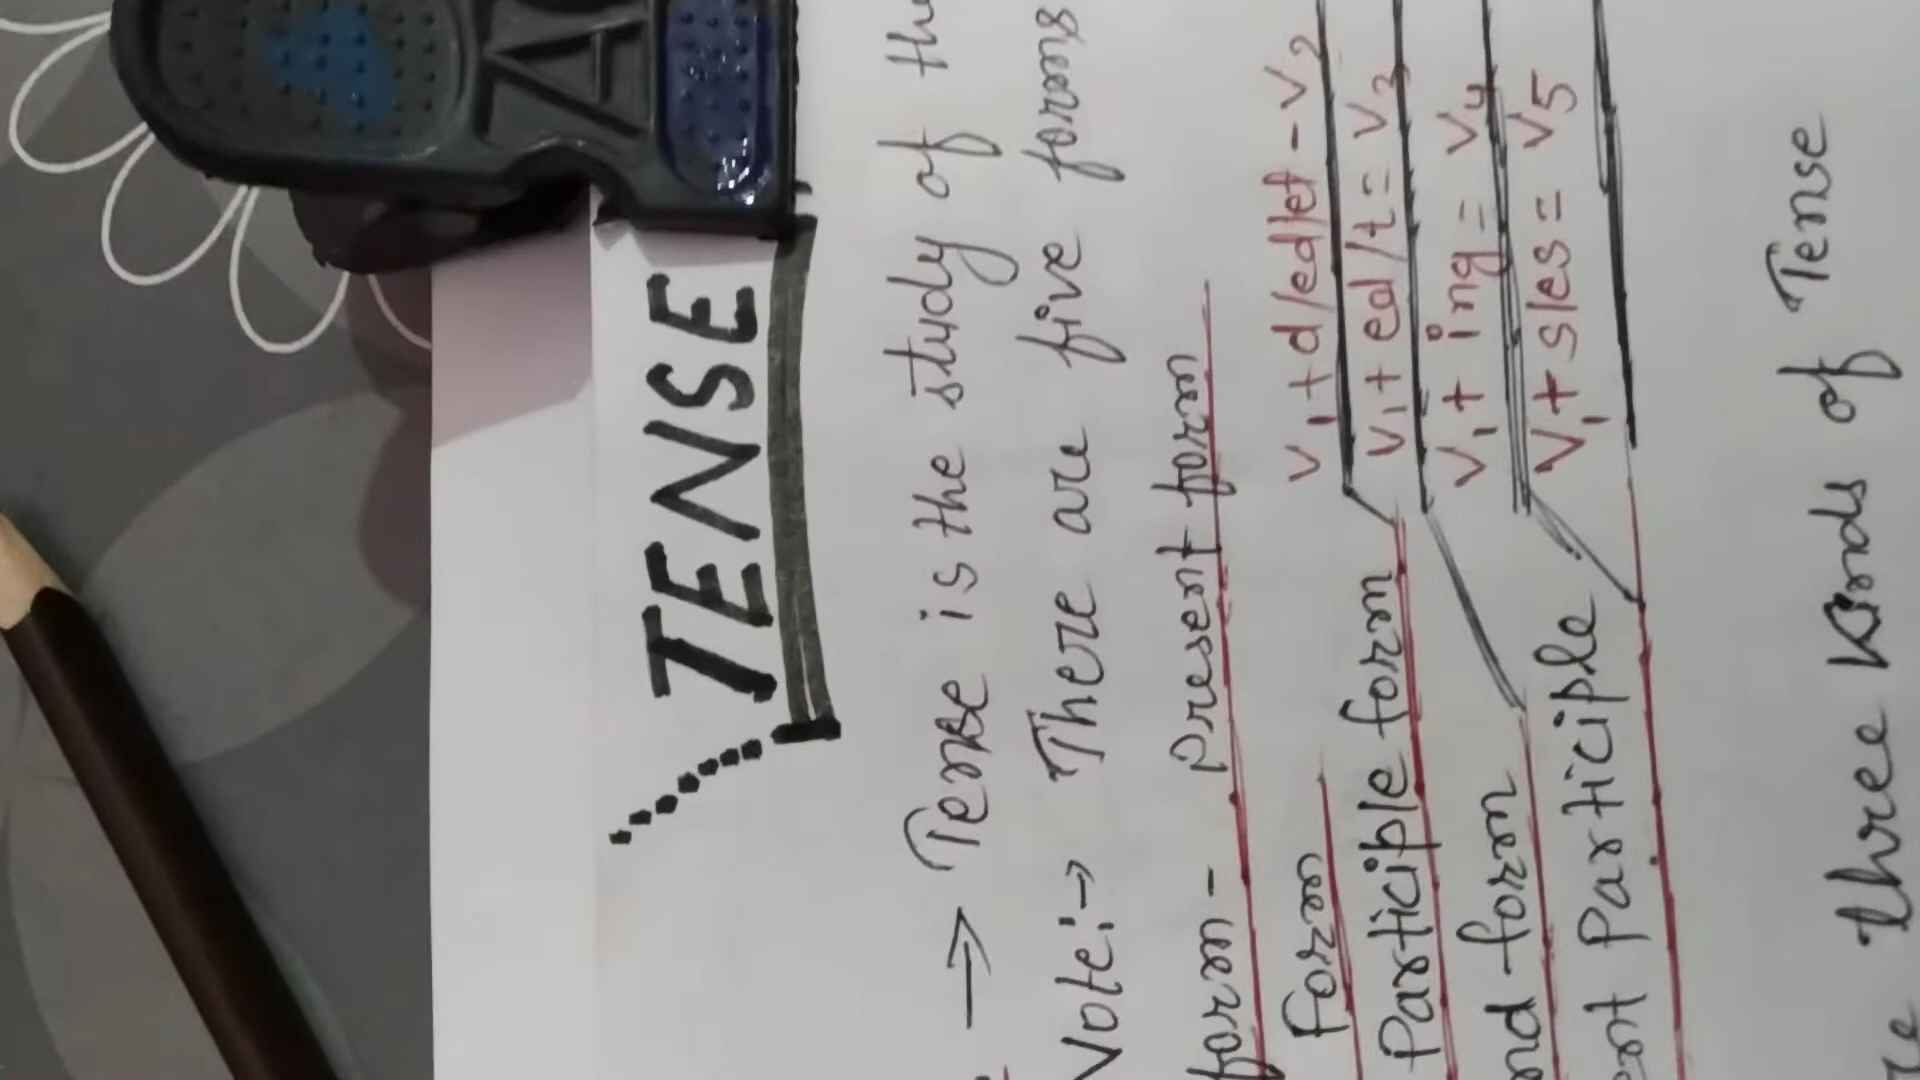 TENSE
→ Tense is the study of the
Note:→ There are five forms
form - present form
form V1+d/ed/et - V2
Participle form V1+ ed/t = V3
form V1+ ing = V4
Participle V1+ s/es = V5
three Kinds of Tense